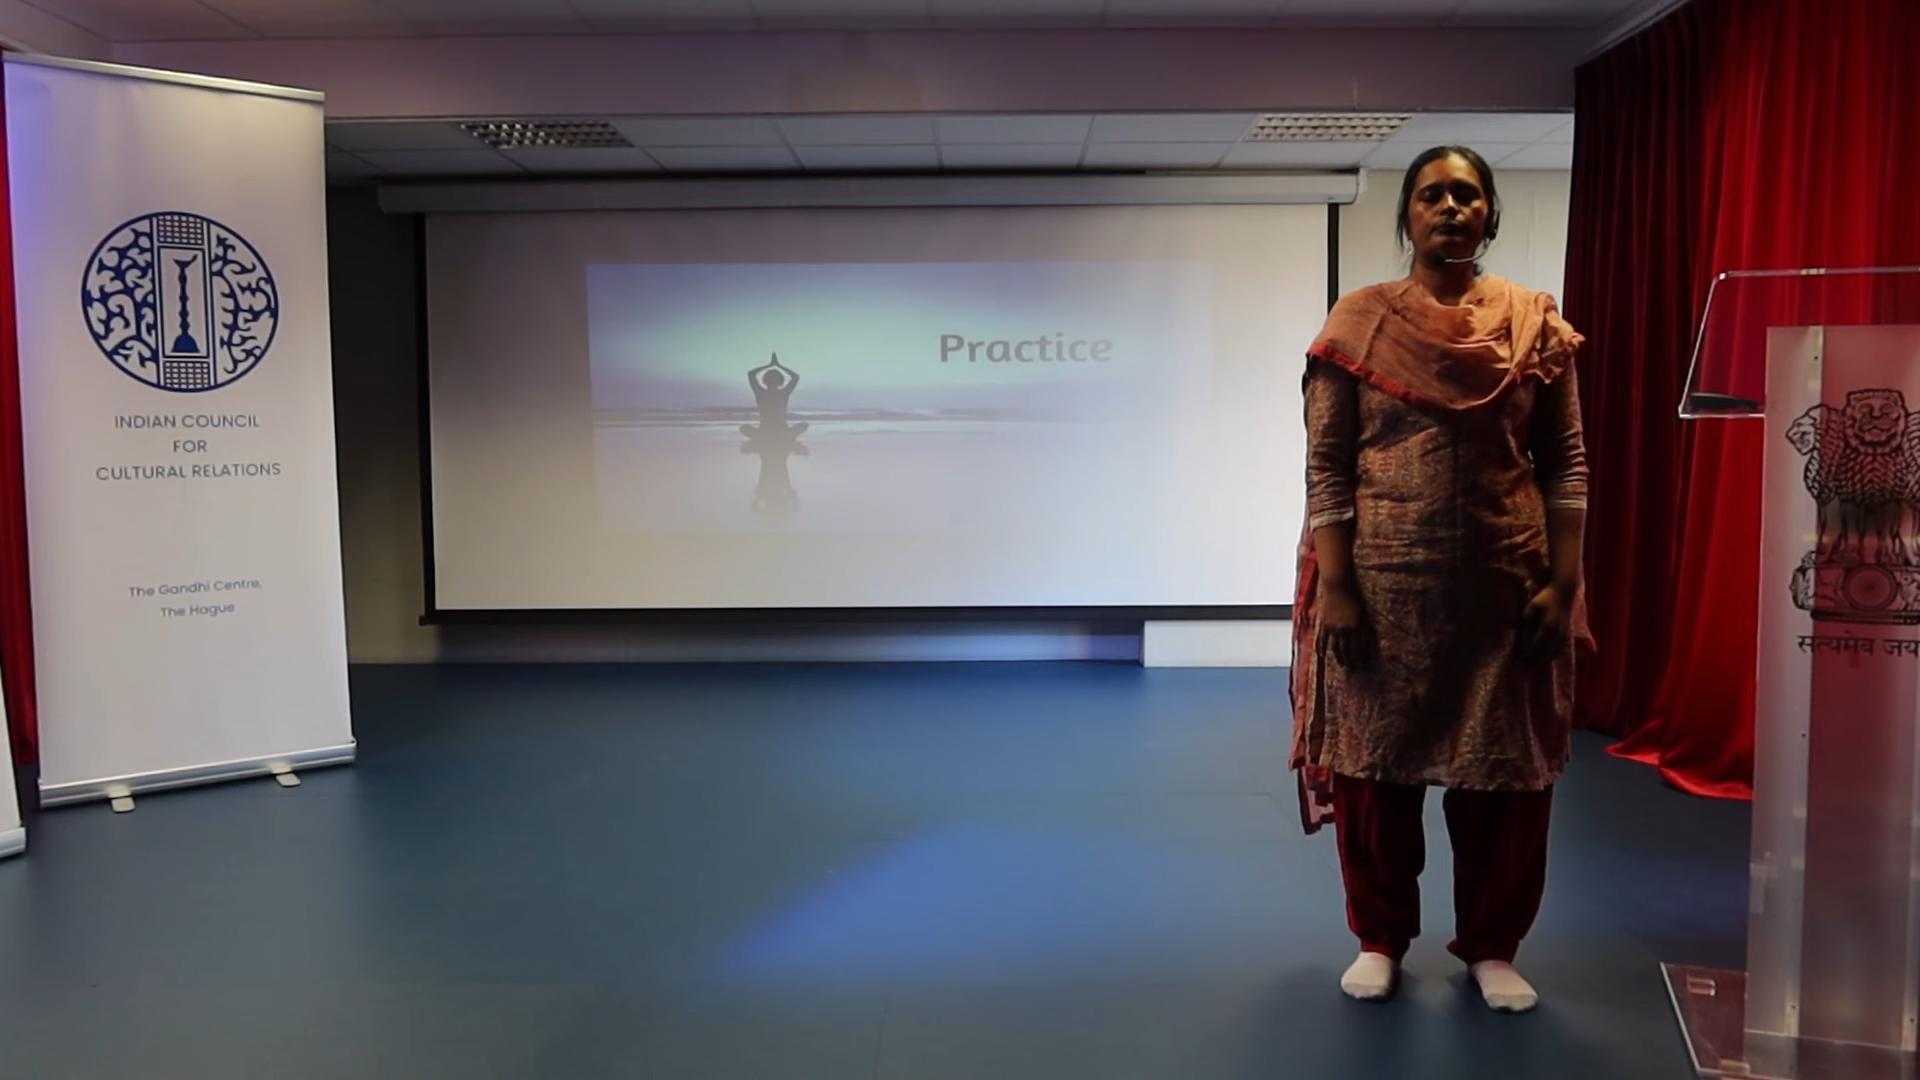 INDIAN COUNCIL
FOR
CULTURAL RELATIONS
The Gandhi Centre,
The Hague
Practice
सत्यमेव जय